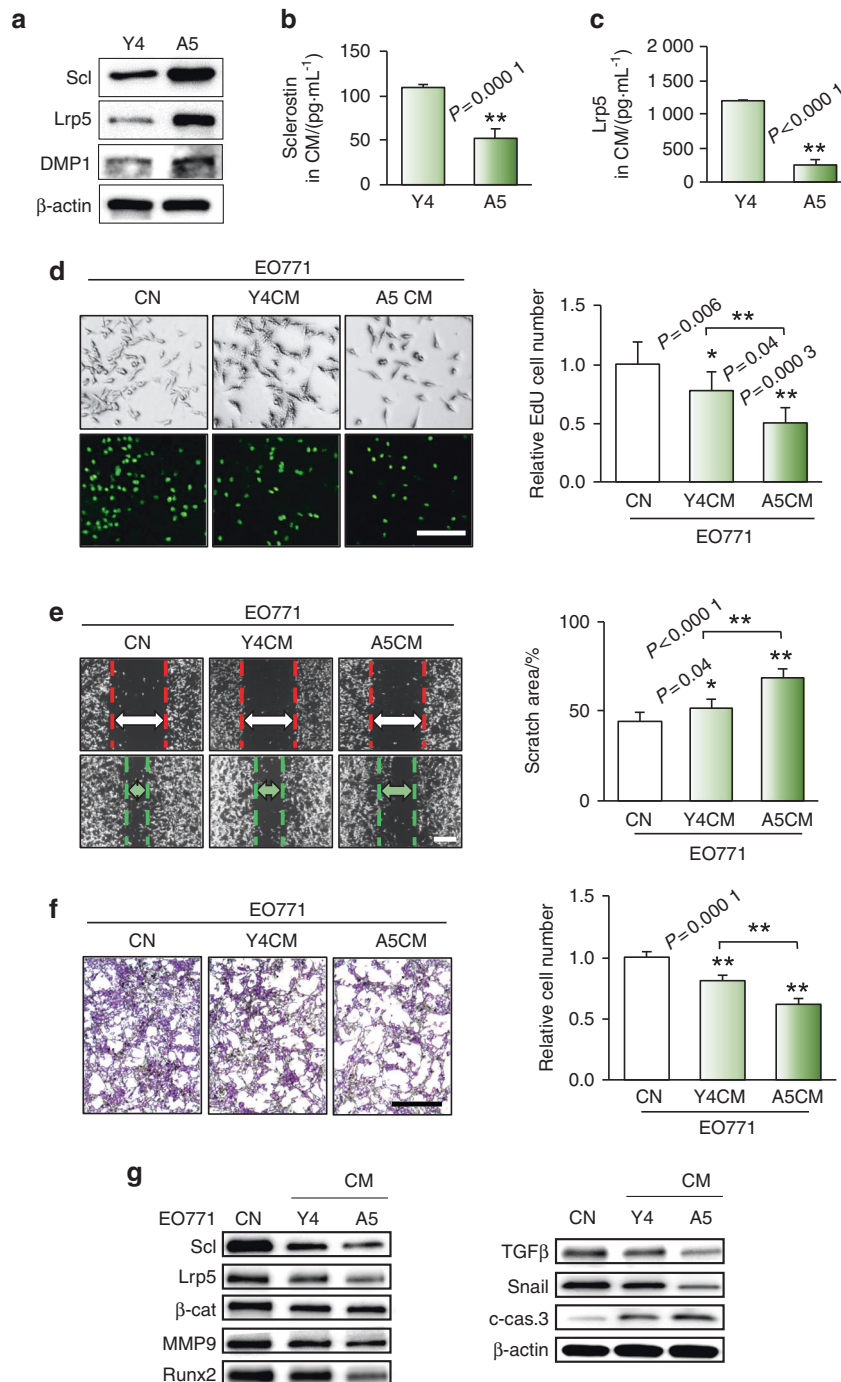 a
Y4 A5
Scl
Lrp5
DMP1
β-actin
b
Sclerostin
in CM/(pg·mL⁻¹)
150
100
50
0
P=0.000 1
**
Y4 A5
c
Lrp5
in CM/(pg·mL⁻¹)
2 000
1 500
1 000
500
0
P<0.000 1
**
Y4 A5
d
EO771
CN Y4CM A5 CM
Relative EdU cell number
1.5
1.0
0.5
0.0
P=0.006
**
*
P=0.04
P=0.000 3
**
CN Y4CM A5CM
EO771
e
EO771
CN Y4CM A5CM
Scratch area/%
100
50
0
P<0.000 1
**
P=0.04
*
**
CN Y4CM A5CM
EO771
f
EO771
CN Y4CM A5CM
Relative cell number
1.5
1.0
0.5
0.0
P=0.000 1
**
**
**
CN Y4CM A5CM
EO771
g
CM
EO771 CN Y4 A5
Scl
Lrp5
β-cat
MMP9
Runx2
CM
CN Y4 A5
TGFβ
Snail
c-cas.3
β-actin